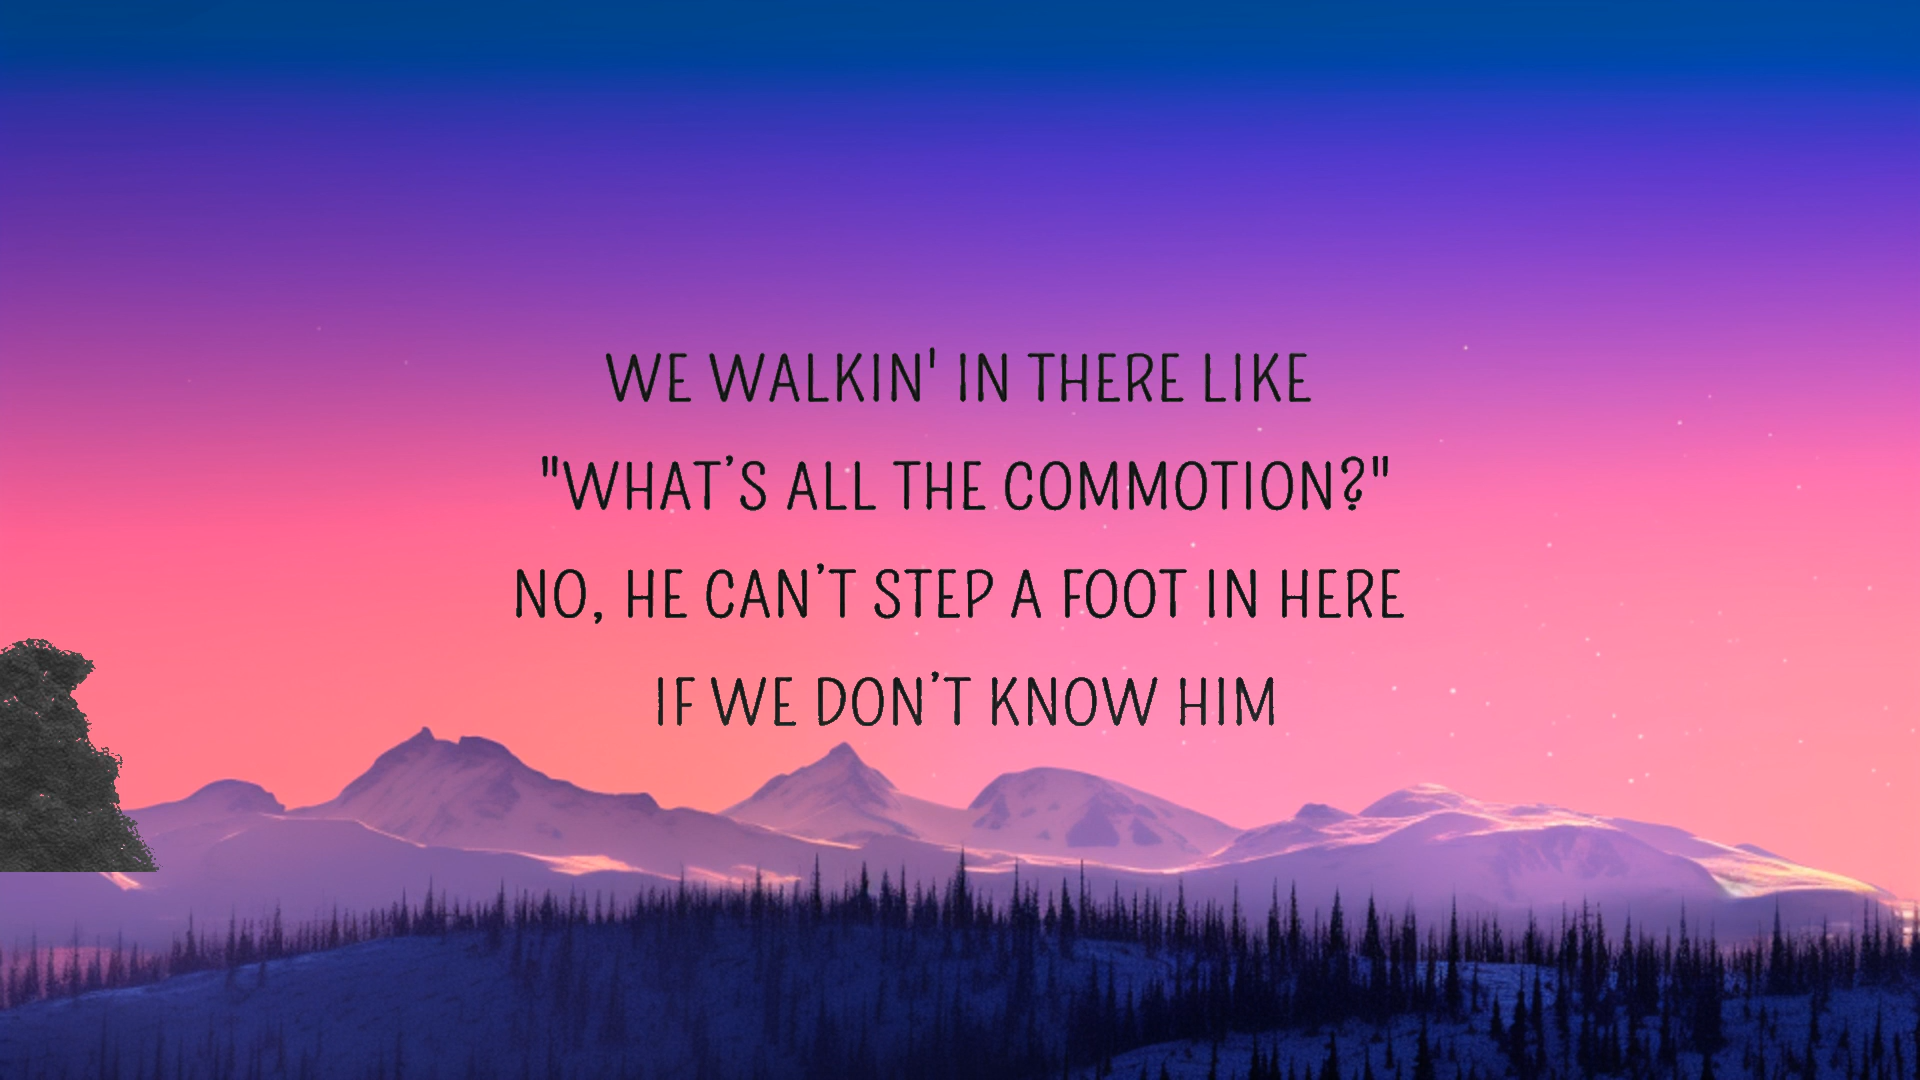 WE WALKIN' IN THERE LIKE
"WHAT’S ALL THE COMMOTION?"
NO, HE CAN’T STEP A FOOT IN HERE
IF WE DON’T KNOW HIM